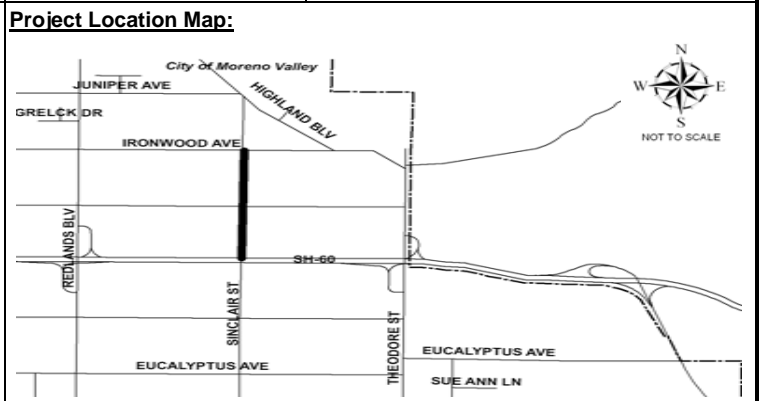 Project Location Map:
City of Moreno Valley
JUNIPER AVE
HIGHLAND BLV
GRELCK DR
IRONWOOD AVE
N
W
E
S
NOT TO SCALE
REDLANDS BLV
SH-60
SINCLAIR ST
THEODORE ST
EUCALYPTUS AVE
EUCALYPTUS AVE
SUE ANN LN